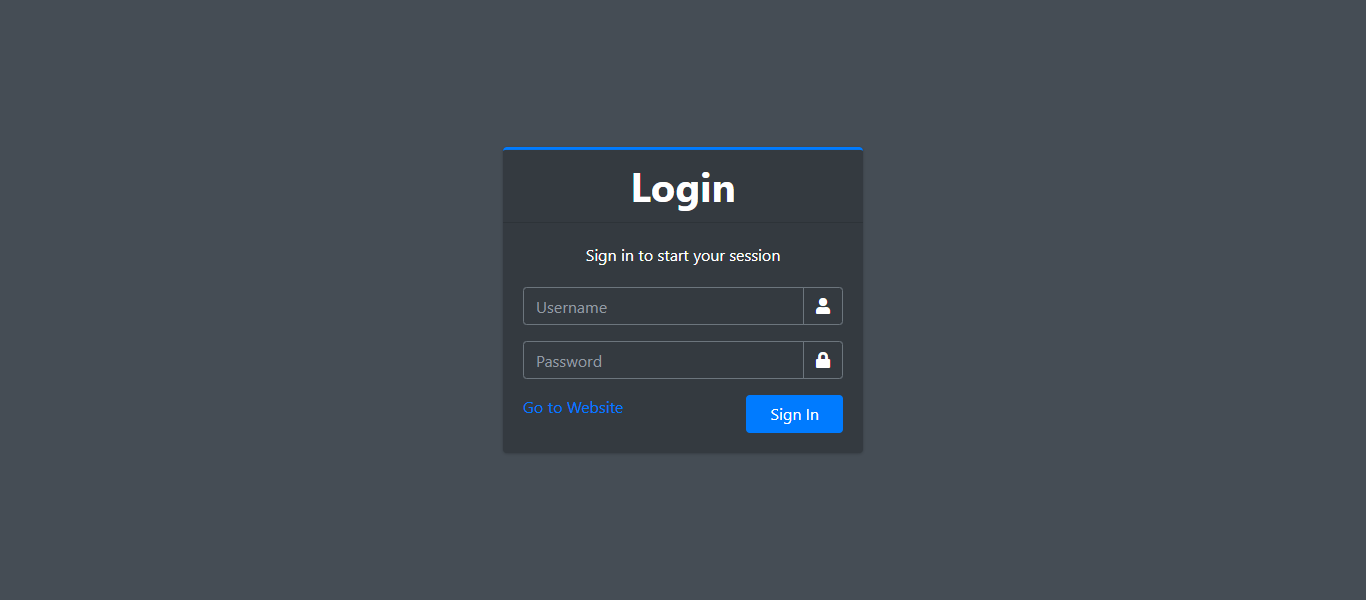 Login
Sign in to start your session
Username
Password
Go to Website
Sign In